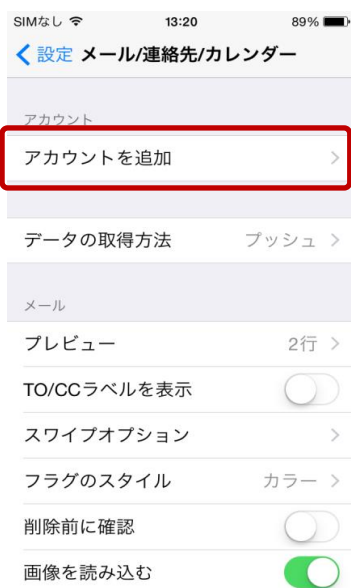 SIMなし 13:20 89%
設定 メール/連絡先/カレンダー
アカウント
アカウントを追加
データの取得方法 プッシュ
メール
プレビュー 2行
TO/CCラベルを表示
スワイプオプション
フラグのスタイル カラー
削除前に確認
画像を読み込む